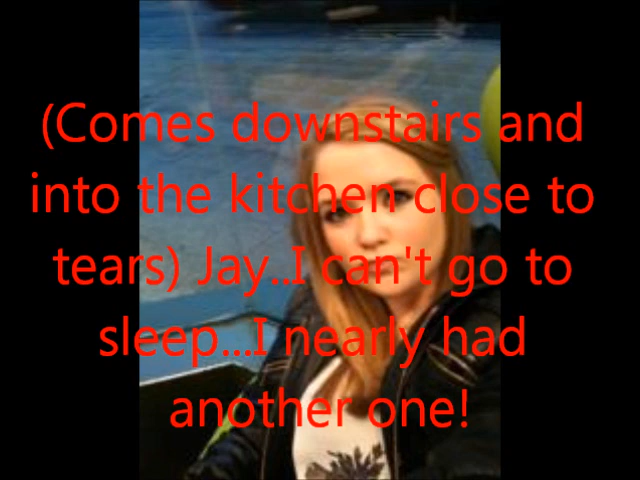 (Comes downstairs and
into the kitchen close to
tears) Jay..I can't go to
sleep...I nearly had
another one!